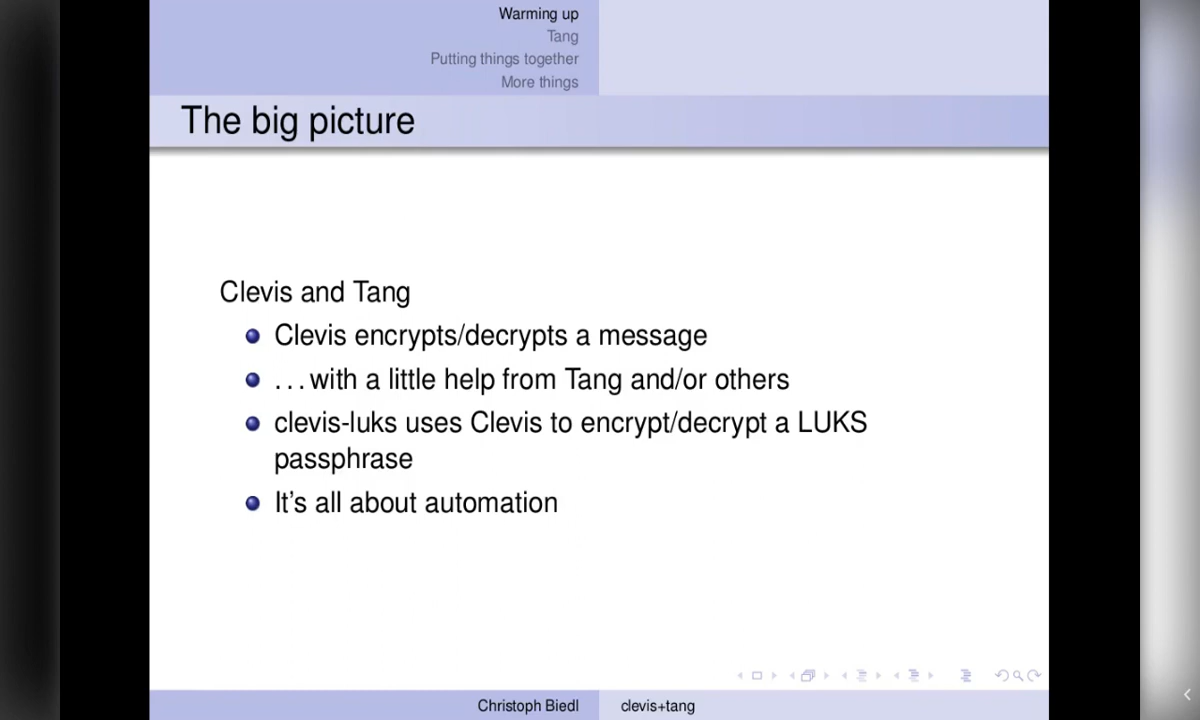 Warming up
Tang
Putting things together
More things
The big picture
Clevis and Tang
Clevis encrypts/decrypts a message
...with a little help from Tang and/or others
clevis-luks uses Clevis to encrypt/decrypt a LUKS
passphrase
It's all about automation
Christoph Biedl
clevis+tang